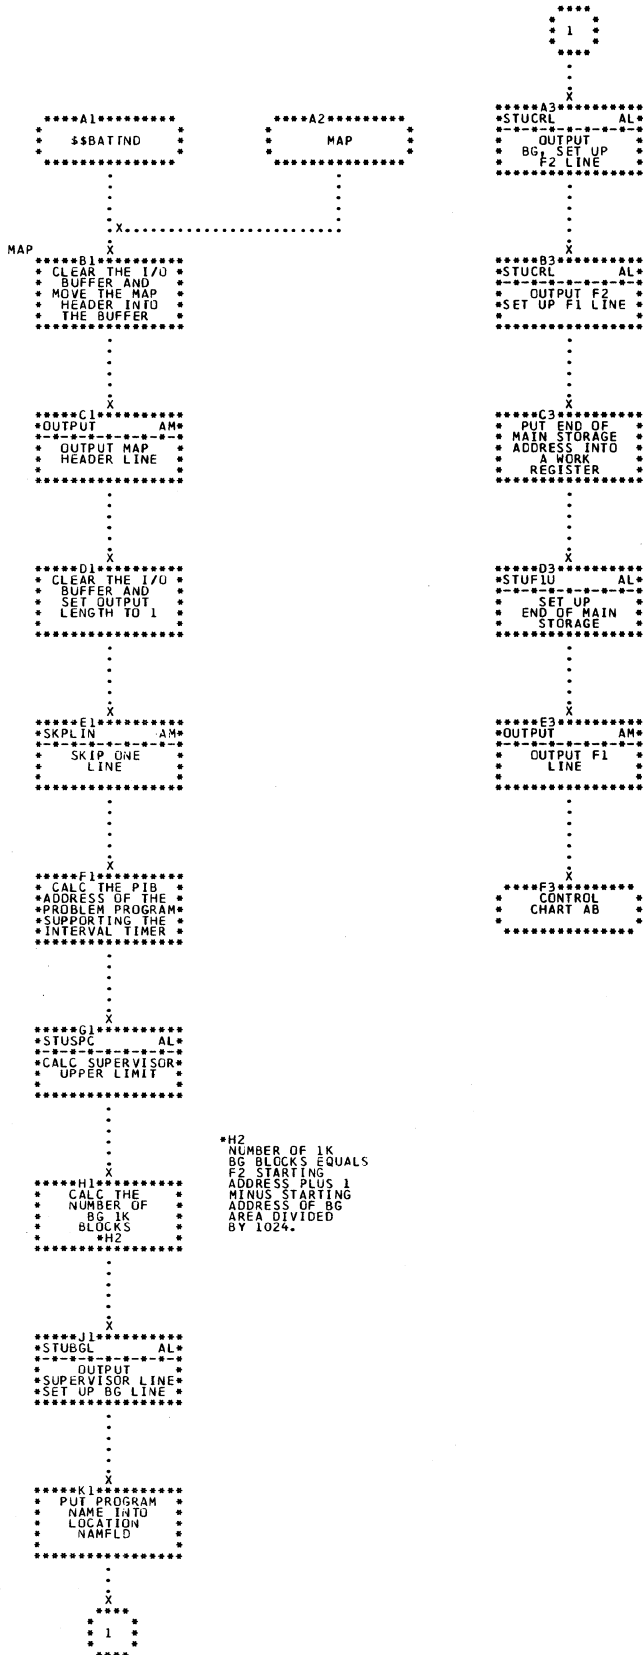 *****A1*********
$$BATTND
*****A2*********
MAP
MAP
*****B1**********
CLEAR THE I/O
BUFFER AND
MOVE THE MAP
HEADER INTO
THE BUFFER
*****C1**********
*OUTPUT AM*
OUTPUT MAP
HEADER LINE
*****D1**********
CLEAR THE I/O
BUFFER AND
SET OUTPUT
LENGTH TO 1
*****E1**********
*SKPLIN AM*
SKIP ONE
LINE
*****F1**********
CALC THE PIB
*ADDRESS OF THE
*PROBLEM PROGRAM*
*SUPPORTING THE
*INTERVAL TIMER
*****G1**********
*STUSPC AL*
*CALC SUPERVISOR*
UPPER LIMIT
*****H1**********
CALC THE
NUMBER OF
BG 1K
BLOCKS
*H2
*H2
NUMBER OF 1K
BG BLOCKS EQUALS
F2 STARTING
ADDRESS PLUS 1
MINUS STARTING
ADDRESS OF BG
AREA DIVIDED
BY 1024.
*****J1**********
*STUBGL AL*
OUTPUT
*SUPERVISOR LINE*
*SET UP BG LINE *
*****K1**********
PUT PROGRAM
NAME INTO
LOCATION
NAMFLD
1
1
*****A3**********
*STUCRL AL*
OUTPUT
BG, SET UP
F2 LINE
*****B3**********
*STUCRL AL*
OUTPUT F2
*SET UP F1 LINE *
*****C3**********
PUT END OF
MAIN STORAGE
ADDRESS INTO
A WORK
REGISTER
*****D3**********
*STUF1U AL*
SET UP
END OF MAIN
STORAGE
*****E3**********
*OUTPUT AM*
OUTPUT F1
LINE
****F3*********
CONTROL
CHART AB